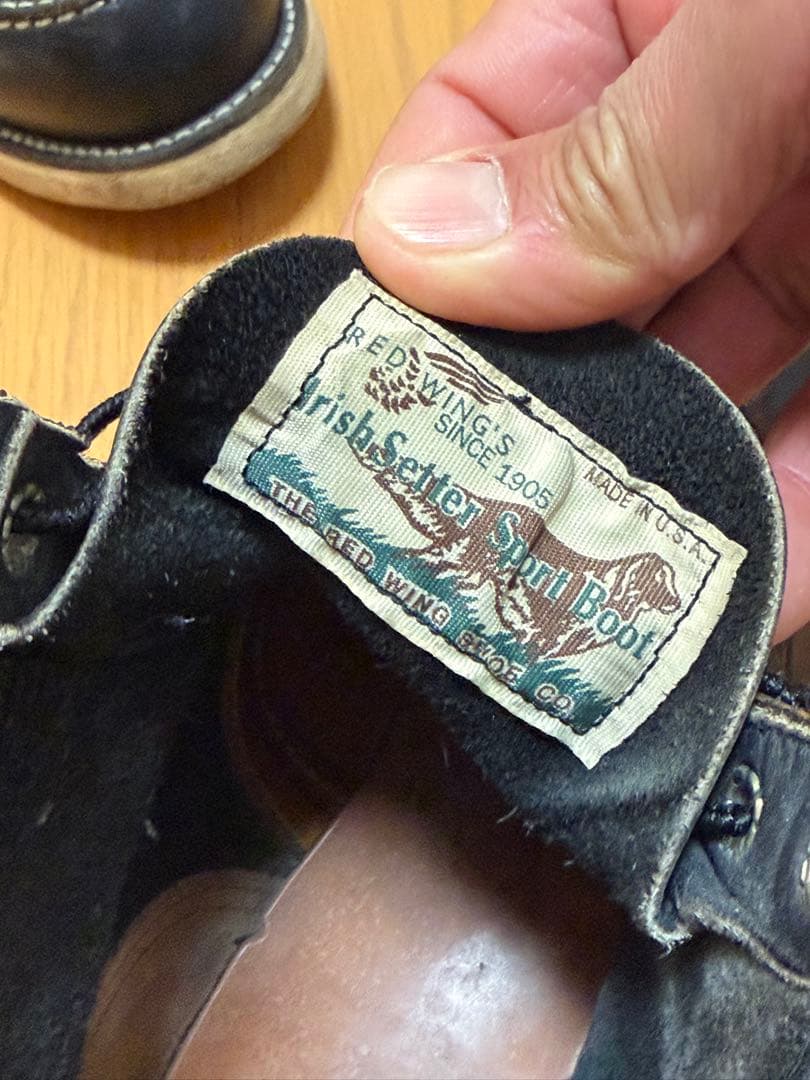 RED WING'S
SINCE 1905
MADE IN U.S.A.
Irish Setter Sport Boot
THE RED WING SHOE CO.